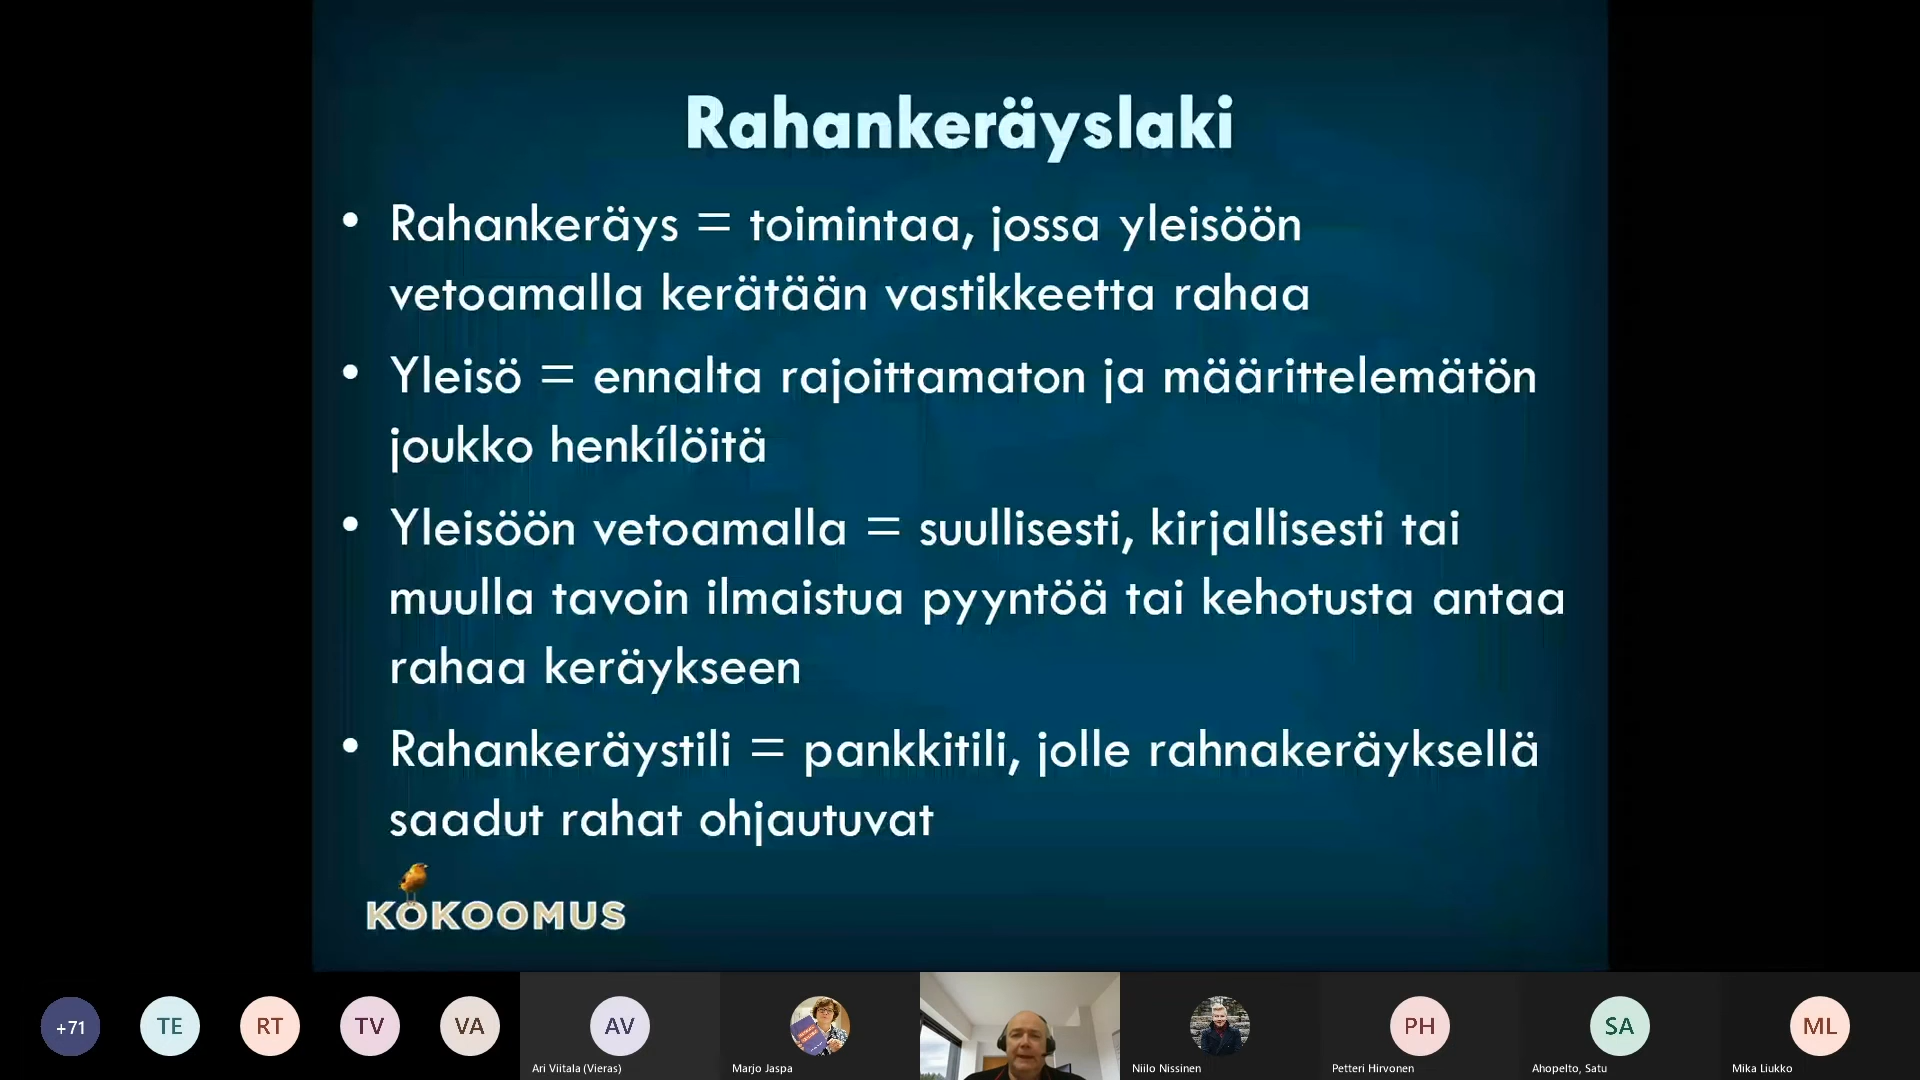 Rahankeräyslaki
• Rahankeräys = toimintaa, jossa yleisöön
vetoamalla kerätään vastikkeetta rahaa
• Yleisö = ennalta rajoittamaton ja määrittelemätön
joukko henkílöitä
• Yleisöön vetoamalla = suullisesti, kirjallisesti tai
muulla tavoin ilmaistua pyyntöä tai kehotusta antaa
rahaa keräykseen
• Rahankeräystili = pankkitili, jolle rahnakeräyksellä
saadut rahat ohjautuvat
KOKOOMUS
+71 TE RT TV VA AV PH SA ML
Ari Viitala (Vieras) Marjo Jaspa Niilo Nissinen Petteri Hirvonen Ahopelto, Satu Mika Liukko